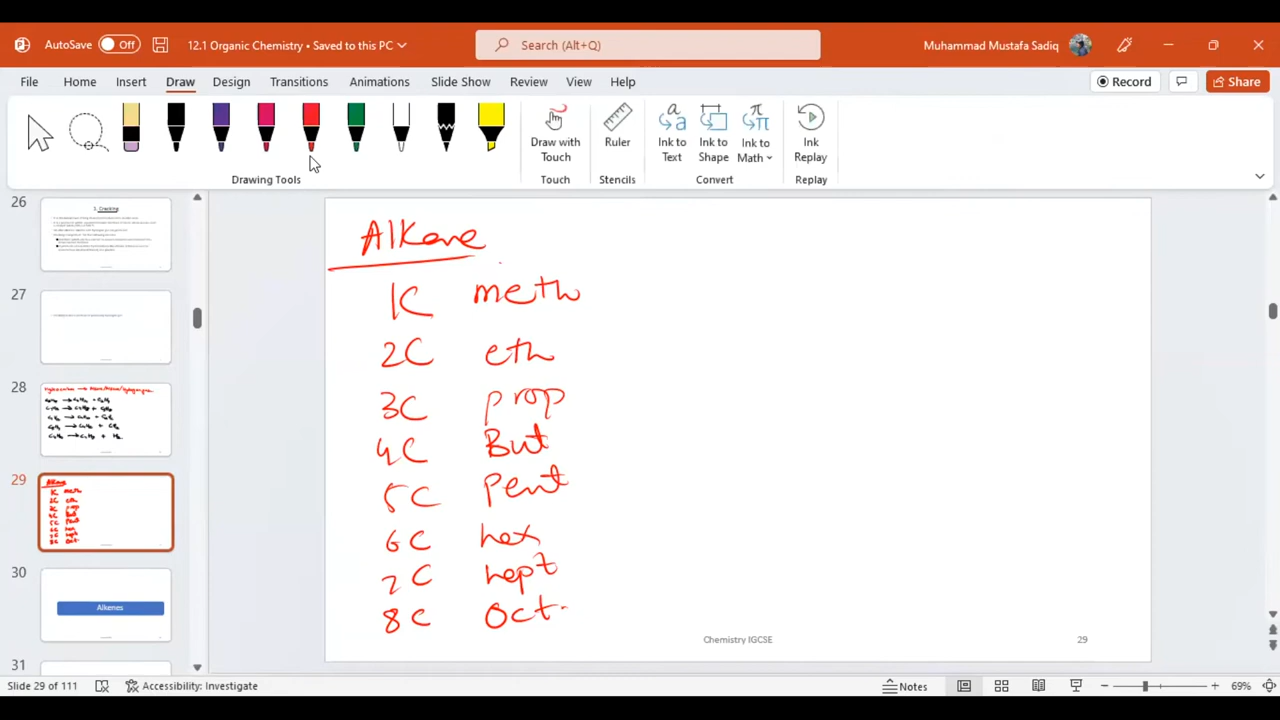 AutoSave Off 12.1 Organic Chemistry • Saved to this PC Search (Alt+Q) Muhammad Mustafa Sadiq
File Home Insert Draw Design Transitions Animations Slide Show Review View Help Record Share
Draw with Touch Ruler Ink to Text Ink to Shape Ink to Math Ink Replay
Drawing Tools Touch Stencils Convert Replay
26
27
28
29
30
Alkenes
31
Alkane
1C meth
2C eth
3C prop
4C But
5C Pent
6C hex
7C hept
8C Oct-
Chemistry IGCSE 29
Slide 29 of 111 Accessibility: Investigate Notes 69%